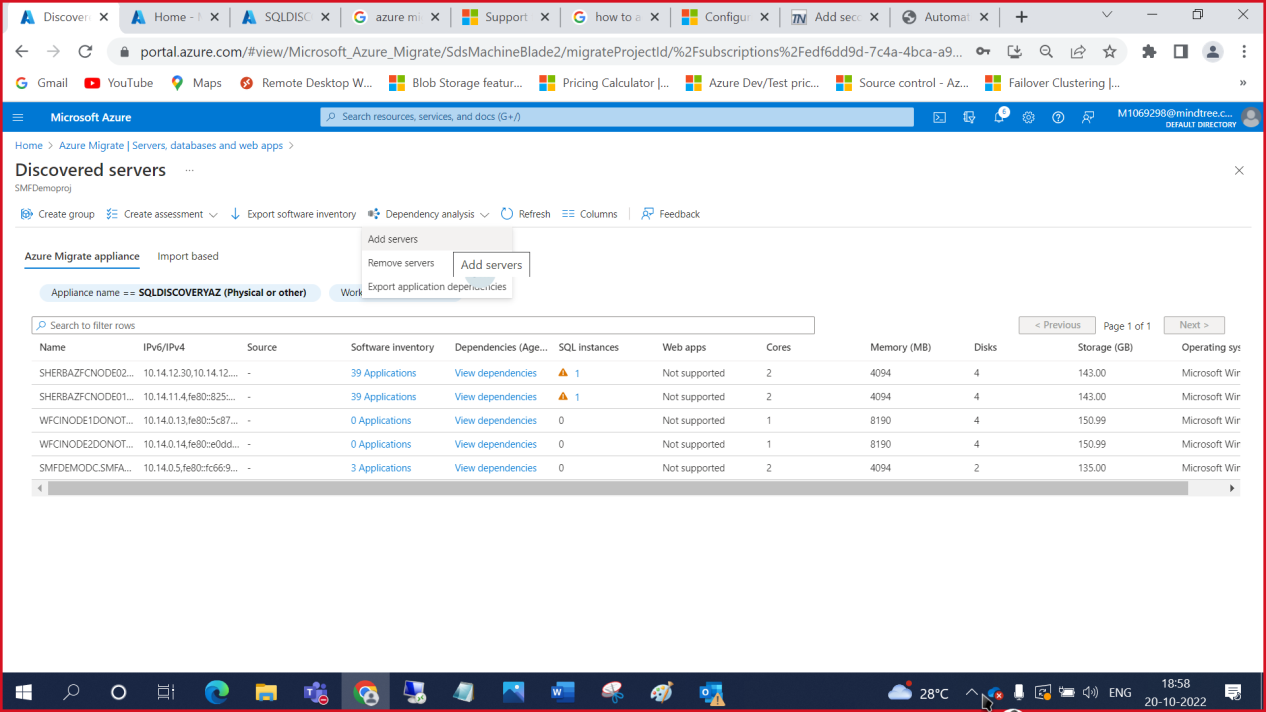 Discover
Home - M
SQLDISC
azure mi
Support
how to a
Configur
Add sec
Automat
portal.azure.com/#view/Microsoft_Azure_Migrate/SdsMachineBlade2/migrateProjectId/%2Fsubscriptions%2Fedf6dd9d-7c4a-4bca-a9...
Gmail YouTube Maps Remote Desktop W... Blob Storage featur... Pricing Calculator |... Azure Dev/Test pric... Source control - Az... Failover Clustering |... »
Microsoft Azure
Search resources, services, and docs (G+/)
6
M1069298@mindtree.c...
DEFAULT DIRECTORY
Home > Azure Migrate | Servers, databases and web apps >
Discovered servers ...
SMFDemoproj
Create group Create assessment Export software inventory Dependency analysis Refresh Columns Feedback
Add servers
Remove servers
Export application dependencies
Add servers
Azure Migrate appliance Import based
Appliance name == SQLDISCOVERYAZ (Physical or other) Work
Search to filter rows
< Previous Page 1 of 1 Next >
Name IPv6/IPv4 Source Software inventory Dependencies (Age... SQL instances Web apps Cores Memory (MB) Disks Storage (GB) Operating sys
SHERBAZFCNODE02... 10.14.12.30,10.14.12.... - 39 Applications View dependencies 1 Not supported 2 4094 4 143.00 Microsoft Wir
SHERBAZFCNODE01... 10.14.11.4,fe80::825:... - 39 Applications View dependencies 1 Not supported 2 4094 4 143.00 Microsoft Wir
WFCINODE1DONOT... 10.14.0.13,fe80::5c87... - 0 Applications View dependencies 0 Not supported 1 8190 4 150.99 Microsoft Wir
WFCINODE2DONOT... 10.14.0.14,fe80::e0dd... - 0 Applications View dependencies 0 Not supported 1 8190 4 150.99 Microsoft Wir
SMFDEMODC.SMFA... 10.14.0.5,fe80::fc66:9... - 3 Applications View dependencies 0 Not supported 2 4094 2 135.00 Microsoft Wir
28°C
ENG
18:58
20-10-2022